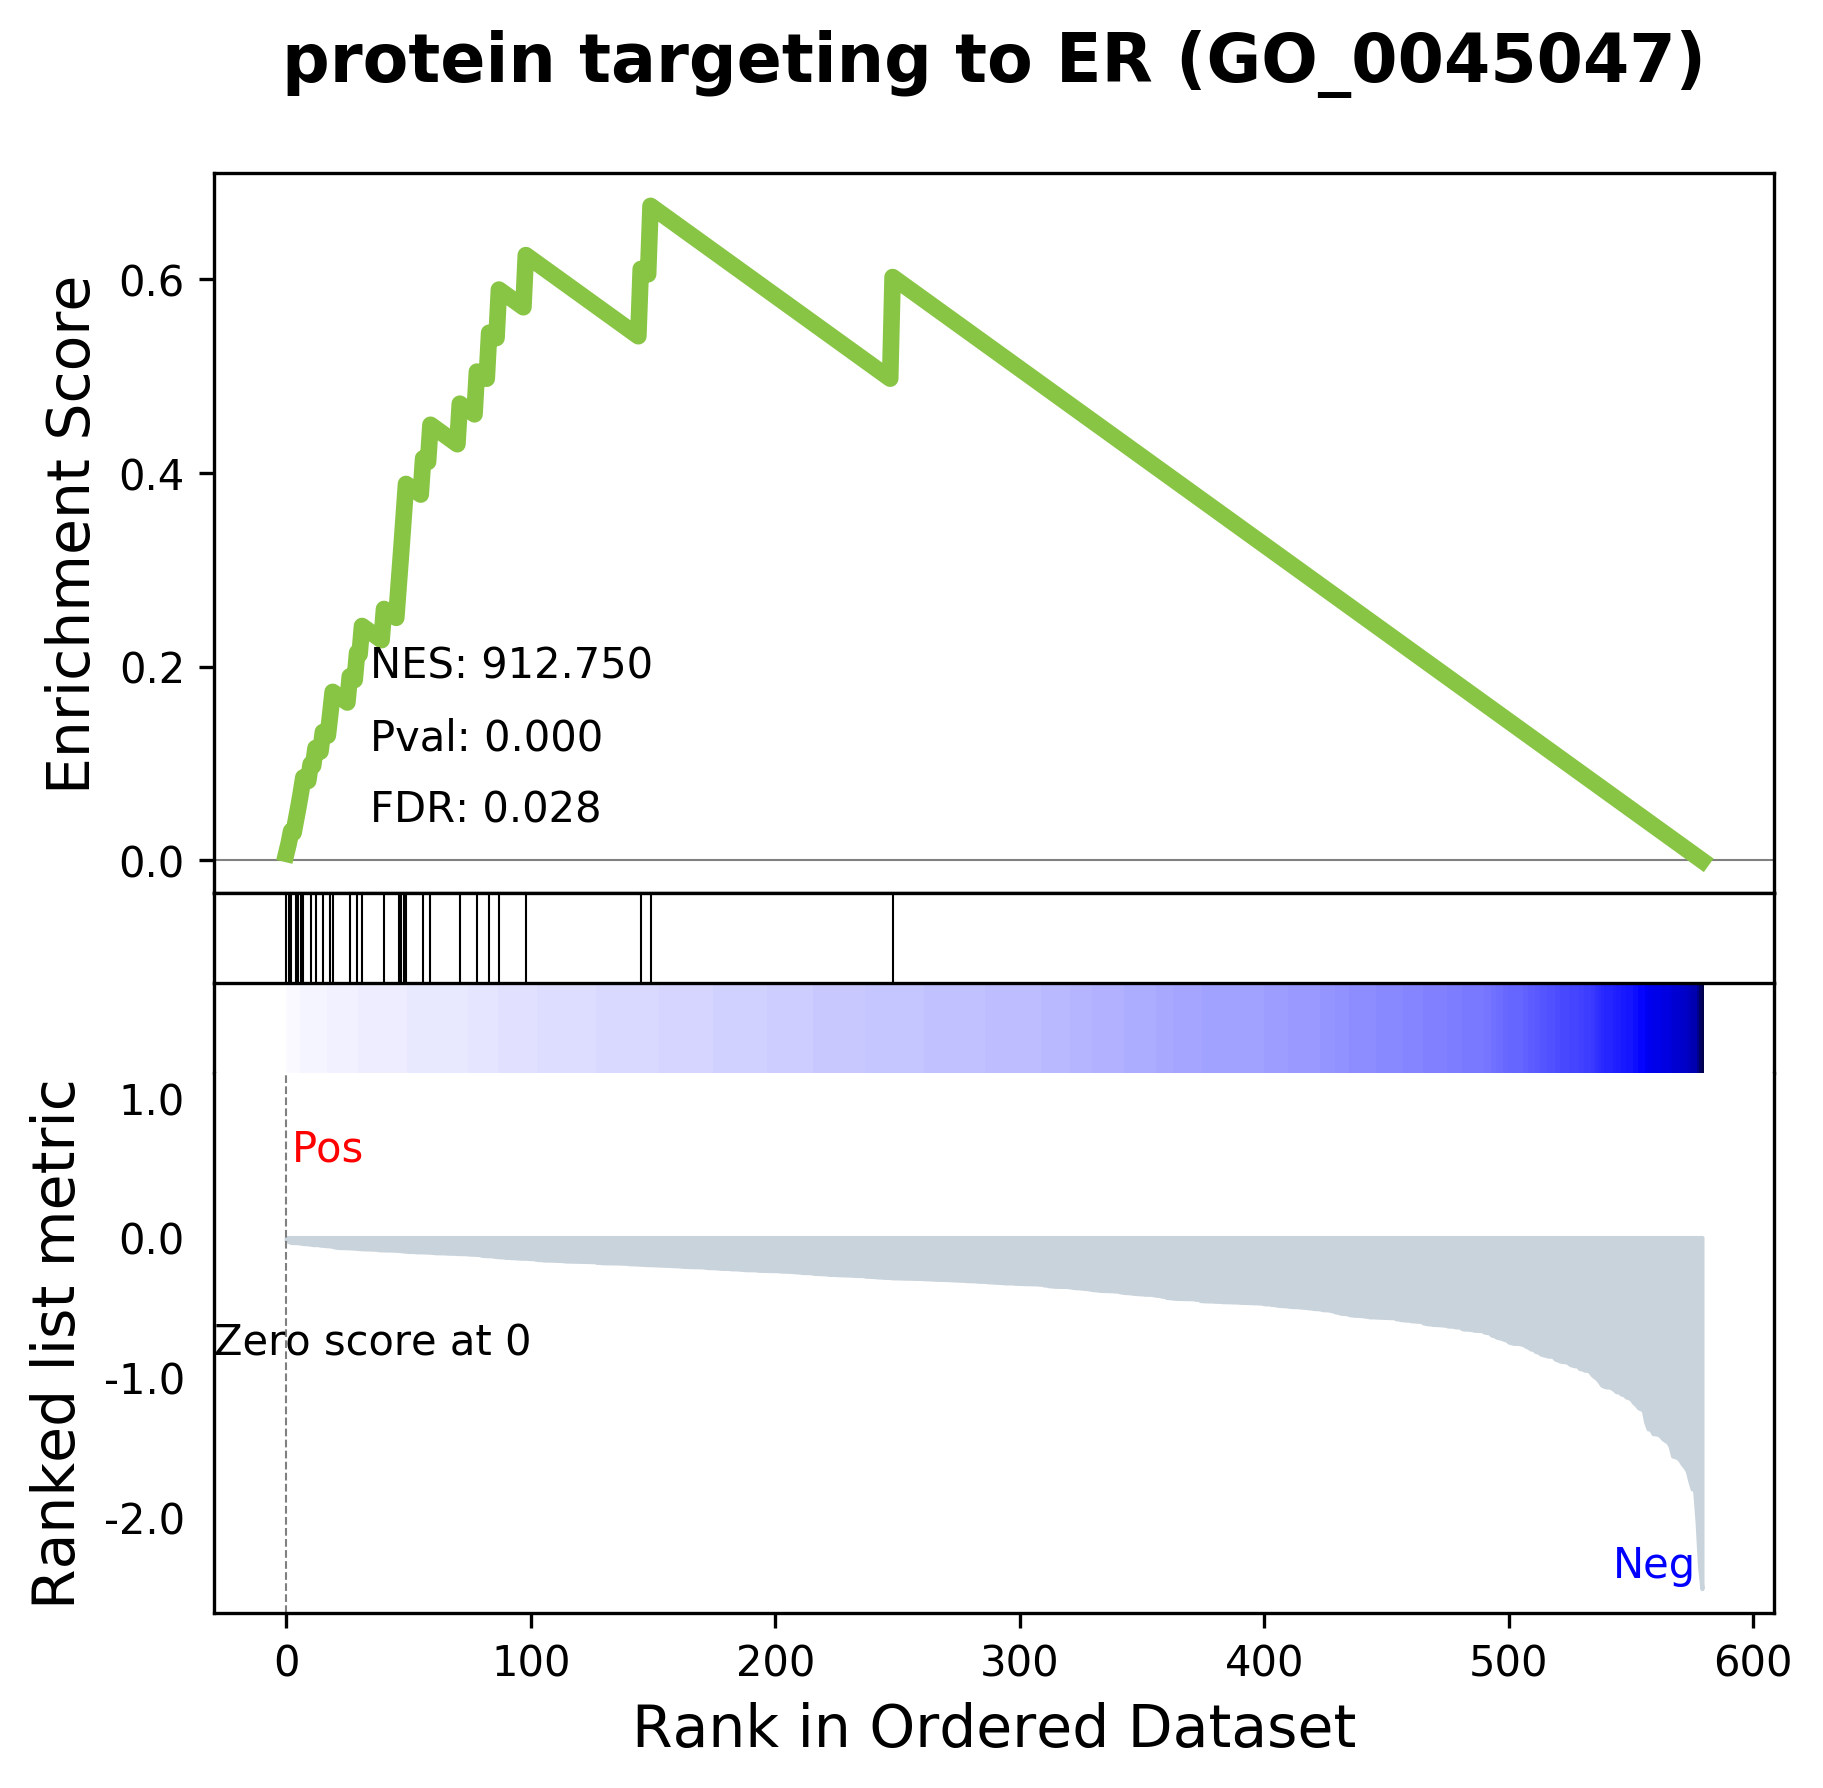 protein targeting to ER (GO_0045047)
Enrichment Score
0.6
0.4
0.2
0.0
NES: 912.750
Pval: 0.000
FDR: 0.028
Ranked list metric
1.0
0.0
-1.0
-2.0
Pos
Zero score at 0
Neg
0 100 200 300 400 500 600
Rank in Ordered Dataset